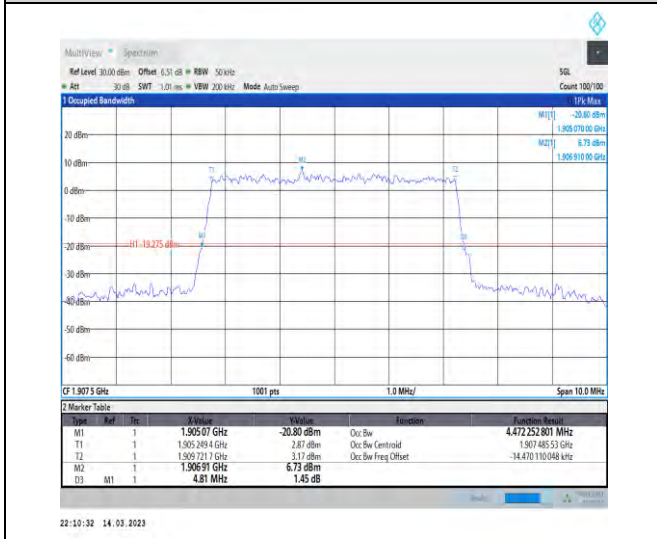 MultiView Spectrum
Ref Level 30.00 dBm Offset 6.51 dB RBW 50 kHz SGL
Att 30 dB SWT 1.01 ms VBW 200 kHz Mode Auto Sweep Count 100/100
1 Occupied Bandwidth 1Pk Max
M1[1] -20.80 dBm
1.905 070 00 GHz
M2[1] 6.73 dBm
1.906 910 00 GHz
20 dBm
10 dBm
0 dBm
-10 dBm
-20 dBm
-30 dBm
-40 dBm
-50 dBm
-60 dBm
T1
M2
T2
H1 -19.275 dBm
CF 1.907 5 GHz 1001 pts 1.0 MHz/ Span 10.0 MHz
2 Marker Table
Type Ref Trc X-Value Y-Value Function Function Result
M1 1 1.905 07 GHz -20.80 dBm Occ Bw 4.472 252 801 MHz
T1 1 1.905 249 4 GHz 2.87 dBm Occ Bw Centroid 1.907 485 53 GHz
T2 1 1.909 721 7 GHz 3.17 dBm Occ Bw Freq Offset -14.470 110 048 kHz
M2 1 1.906 91 GHz 6.73 dBm
D3 M1 1 4.81 MHz 1.45 dB
22:10:32 14.03.2023